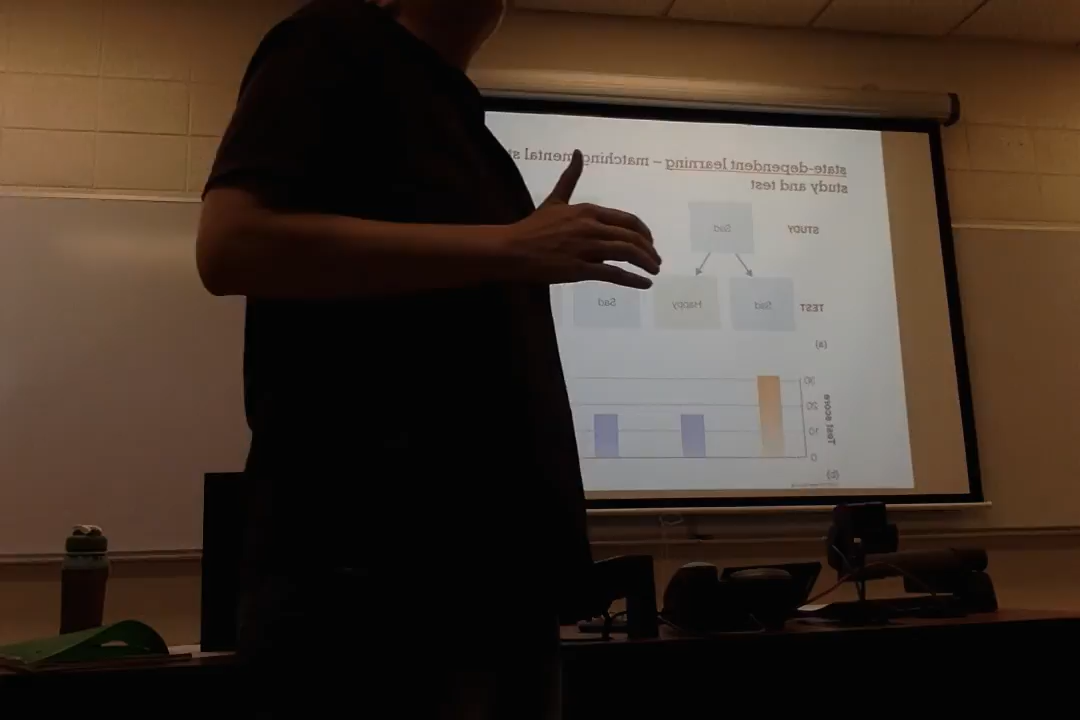 state-dependent learning – matching mental st
study and test
STUDY
Sad
TEST
Sad
Happy
Sad
(a)
30
20
10
0
Test score
(b)